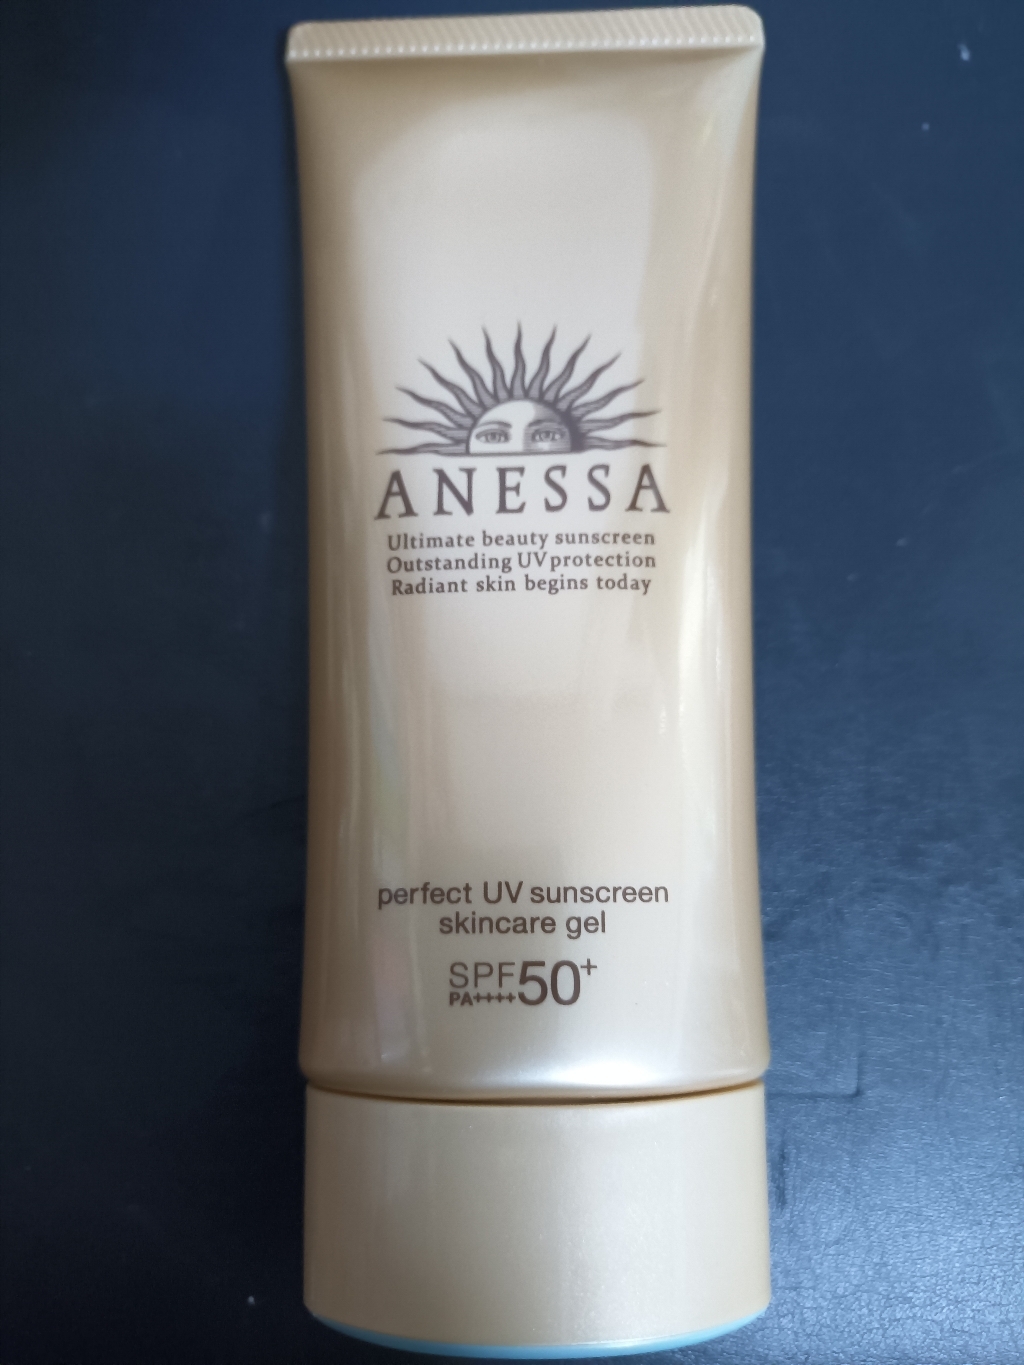 ANESSA
Ultimate beauty sunscreen
Outstanding UV protection
Radiant skin begins today
perfect UV sunscreen
skincare gel
SPF50+
PA++++